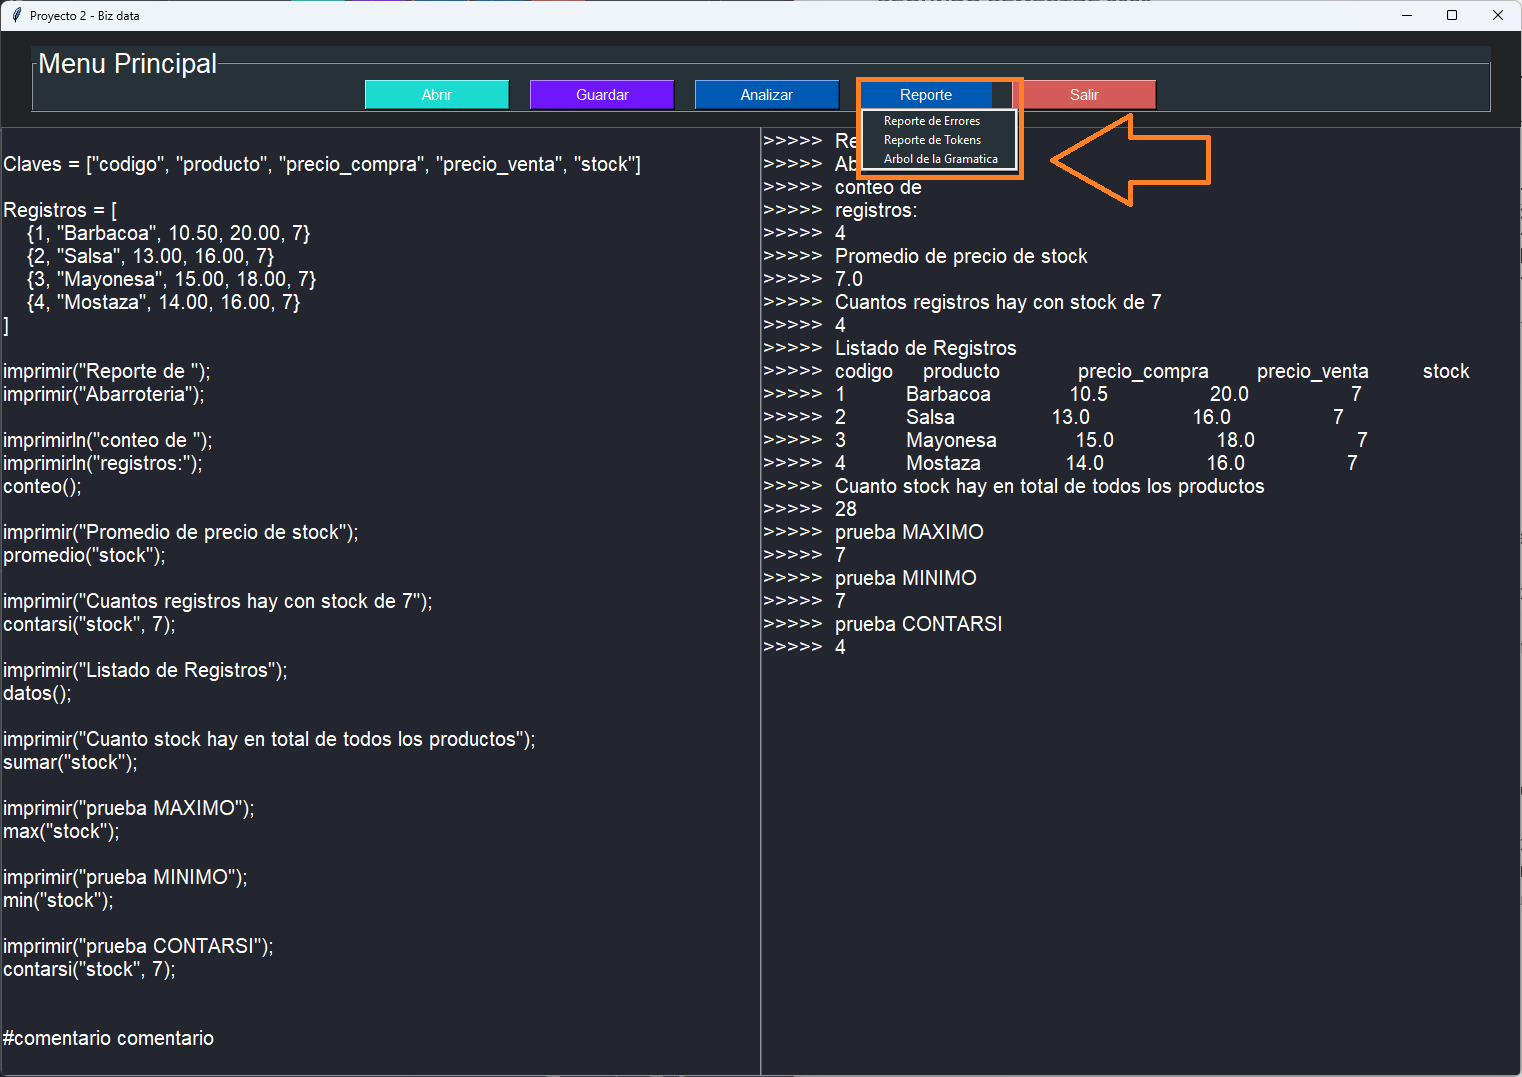 Proyecto 2 - Biz data
Menu Principal
Abrir Guardar Analizar Reporte Salir
Reporte de Errores
Reporte de Tokens
Arbol de la Gramatica
Claves = ["codigo", "producto", "precio_compra", "precio_venta", "stock"]
Registros = [
{1, "Barbacoa", 10.50, 20.00, 7}
{2, "Salsa", 13.00, 16.00, 7}
{3, "Mayonesa", 15.00, 18.00, 7}
{4, "Mostaza", 14.00, 16.00, 7}
]
imprimir("Reporte de ");
imprimir("Abarroteria");
imprimirln("conteo de ");
imprimirln("registros:");
conteo();
imprimir("Promedio de precio de stock");
promedio("stock");
imprimir("Cuantos registros hay con stock de 7");
contarsi("stock", 7);
imprimir("Listado de Registros");
datos();
imprimir("Cuanto stock hay en total de todos los productos");
sumar("stock");
imprimir("prueba MAXIMO");
max("stock");
imprimir("prueba MINIMO");
min("stock");
imprimir("prueba CONTARSI");
contarsi("stock", 7);
#comentario comentario
>>>>>
>>>>>
>>>>> conteo de
>>>>> registros:
>>>>> 4
>>>>> Promedio de precio de stock
>>>>> 7.0
>>>>> Cuantos registros hay con stock de 7
>>>>> 4
>>>>> Listado de Registros
>>>>> codigo producto precio_compra precio_venta stock
>>>>> 1 Barbacoa 10.5 20.0 7
>>>>> 2 Salsa 13.0 16.0 7
>>>>> 3 Mayonesa 15.0 18.0 7
>>>>> 4 Mostaza 14.0 16.0 7
>>>>> Cuanto stock hay en total de todos los productos
>>>>> 28
>>>>> prueba MAXIMO
>>>>> 7
>>>>> prueba MINIMO
>>>>> 7
>>>>> prueba CONTARSI
>>>>> 4